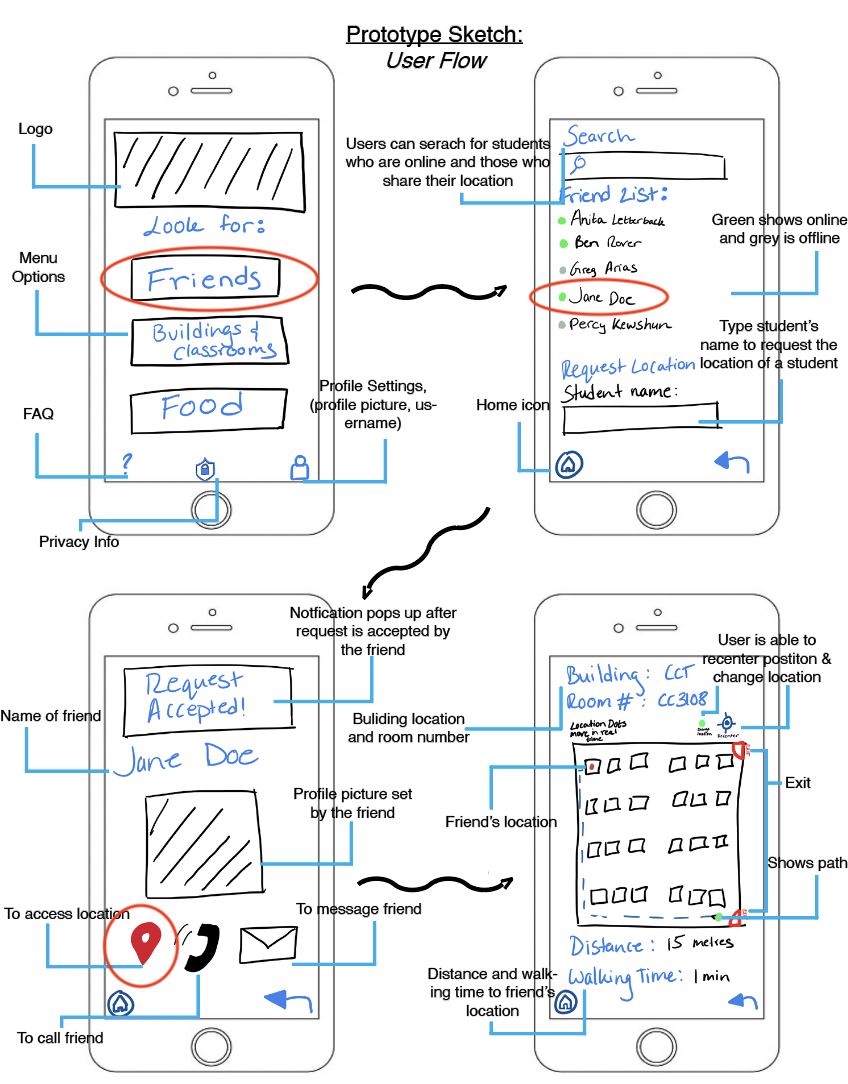 Prototype Sketch:
User Flow
Logo
Look for:
Menu
Options
Friends
Buildings &
Classrooms
Food
FAQ
?
Privacy Info
Profile Settings,
(profile picture, us-
ername)
Users can serach for students
who are online and those who
share their location
Search
Friend List:
Anita Letterback
Ben Rover
Greg Arias
Jane Doe
Percy Kewshun
Green shows online
and grey is offline
Type student's
name to request the
location of a student
Request Location
Student name:
Home icon
Notfication pops up after
request is accepted by
the friend
Request
Accepted!
Name of friend
Jane Doe
Profile picture set
by the friend
To access location
To message friend
To call friend
User is able to
recenter postiton &
change location
Building: CCT
Room #: CC3108
Buliding location
and room number
Location Dots
move in real
time
Recenter
Friend's location
Exit
Shows path
Distance: 15 metres
Walking Time: 1 min
Distance and walk-
ing time to friend's
location